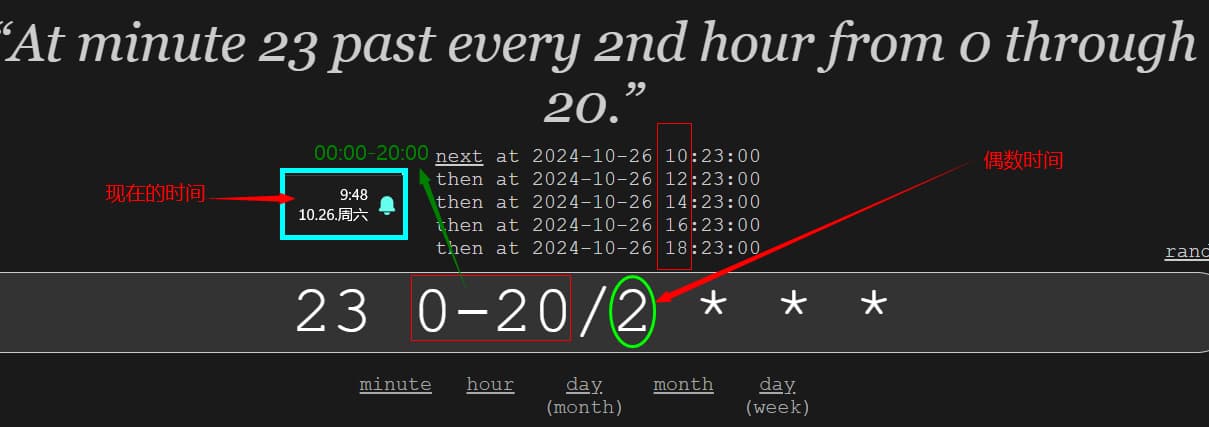 “At minute 23 past every 2nd hour from 0 through
20.”
00:00-20:00
next at 2024-10-26 10:23:00
then at 2024-10-26 12:23:00
then at 2024-10-26 14:23:00
then at 2024-10-26 16:23:00
then at 2024-10-26 18:23:00
偶数时间
现在的时间
9:48
10.26.周六
rand
23 0-20/2 * * *
minute hour day month day
(month) (week)